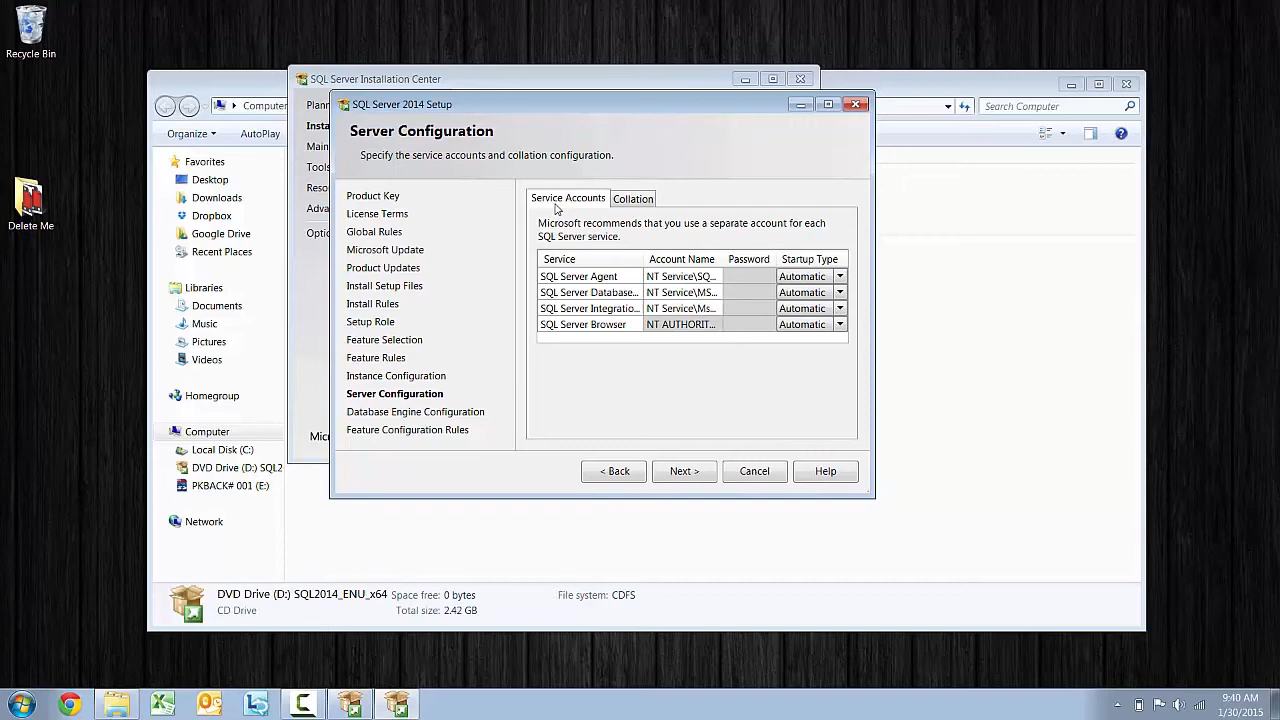 Recycle Bin
Delete Me
Computer
Search Computer
Organize
AutoPlay
Favorites
Desktop
Downloads
Dropbox
Google Drive
Recent Places
Libraries
Documents
Music
Pictures
Videos
Homegroup
Computer
Local Disk (C:)
DVD Drive (D:) SQL2
PKBACK# 001 (E:)
Network
DVD Drive (D:) SQL2014_ENU_x64
Space free: 0 bytes
File system: CDFS
CD Drive
Total size: 2.42 GB
SQL Server Installation Center
Plann
Insta
Main
Tools
Reso
Adva
Optio
Micr
SQL Server 2014 Setup
Server Configuration
Specify the service accounts and collation configuration.
Product Key
License Terms
Global Rules
Microsoft Update
Product Updates
Install Setup Files
Install Rules
Setup Role
Feature Selection
Feature Rules
Instance Configuration
Server Configuration
Database Engine Configuration
Feature Configuration Rules
Service Accounts
Collation
Microsoft recommends that you use a separate account for each
SQL Server service.
Service Account Name Password Startup Type
SQL Server Agent NT Service\SQ... Automatic
SQL Server Database... NT Service\MS... Automatic
SQL Server Integratio... NT Service\Ms... Automatic
SQL Server Browser NT AUTHORIT... Automatic
< Back
Next >
Cancel
Help
9:40 AM
1/30/2015